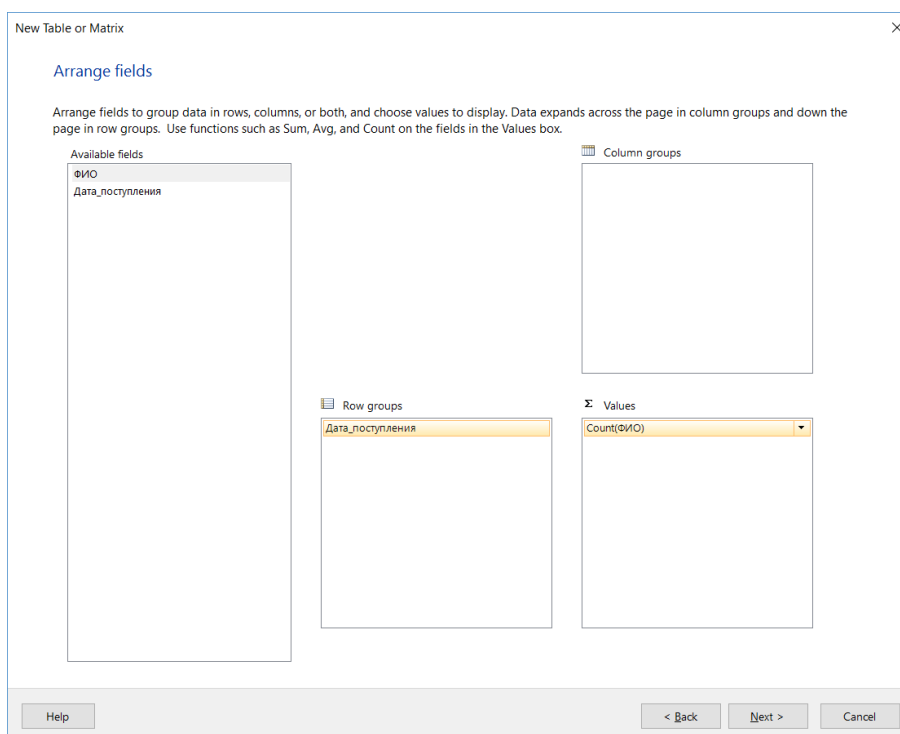 New Table or Matrix
Arrange fields
Arrange fields to group data in rows, columns, or both, and choose values to display. Data expands across the page in column groups and down the
page in row groups.  Use functions such as Sum, Avg, and Count on the fields in the Values box.
Available fields
ФИО
Дата_поступления
Column groups
Row groups
Дата_поступления
Σ Values
Count(ФИО)
Help
< Back
Next >
Cancel